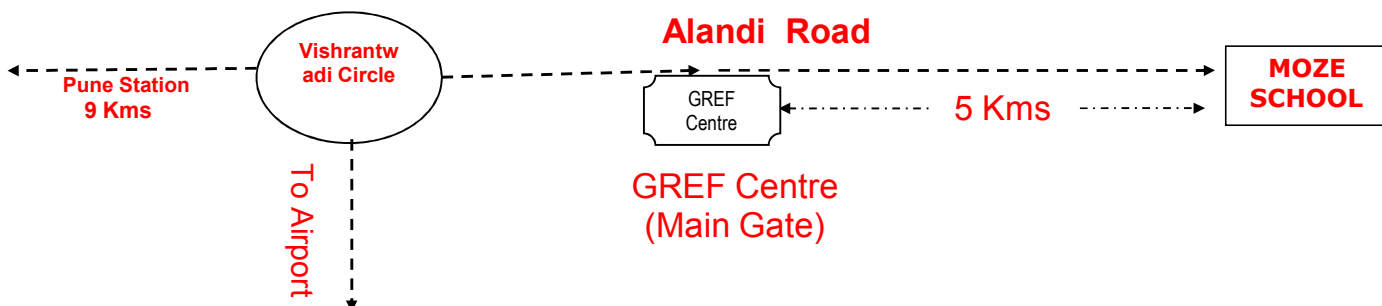 Alandi Road
Vishrantw
adi Circle
Pune Station
9 Kms
GREF
Centre
5 Kms
MOZE
SCHOOL
To Airport
GREF Centre
(Main Gate)